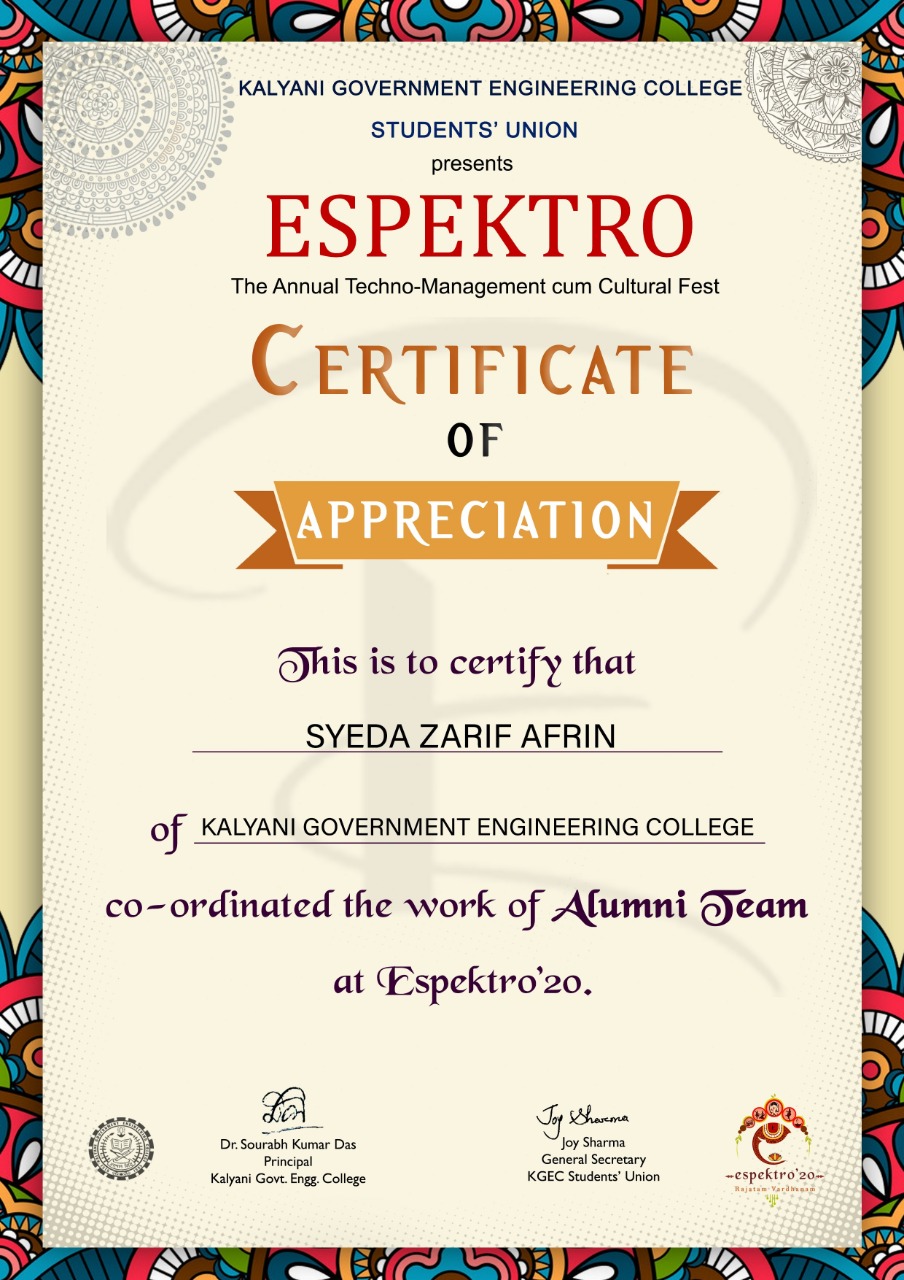 KALYANI GOVERNMENT ENGINEERING COLLEGE
STUDENTS' UNION
presents
ESPEKTRO
The Annual Techno-Management cum Cultural Fest
CERTIFICATE
OF
APPRECIATION
This is to certify that
SYEDA ZARIF AFRIN
of KALYANI GOVERNMENT ENGINEERING COLLEGE
co-ordinated the work of Alumni Team
at Espektro'20.
Joy Sharma
Dr. Sourabh Kumar Das
Principal
Kalyani Govt. Engg. College
Joy Sharma
General Secretary
KGEC Students' Union
espektro'20
Rajatam Vardhanam